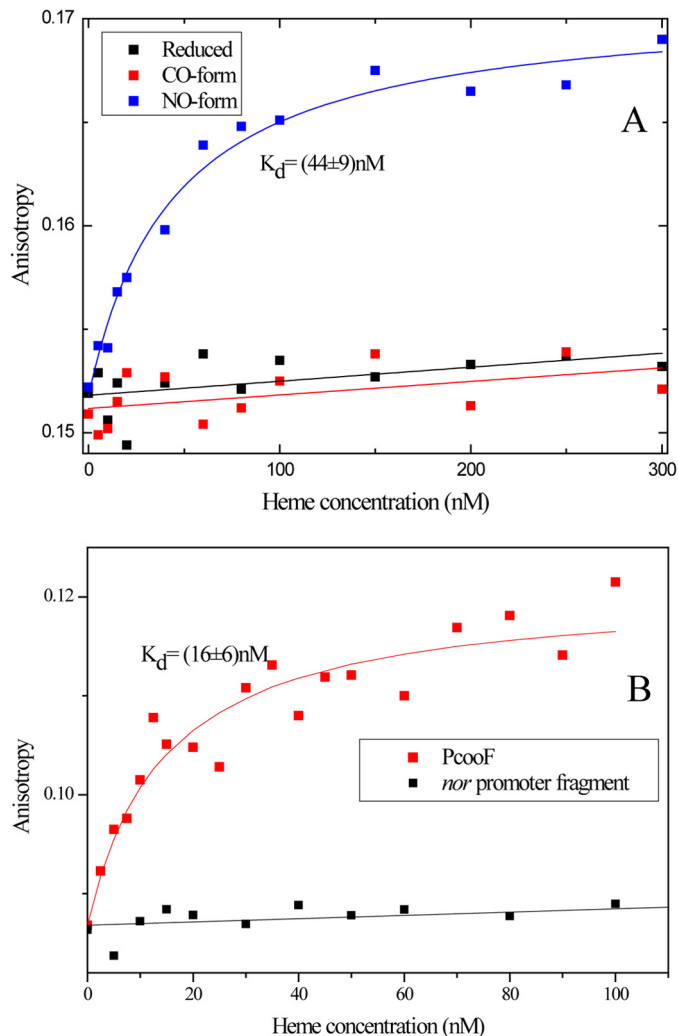 0.17
Reduced
CO-form
NO-form
A
K_d= (44±9)nM
0.16
Anisotropy
0.15
0 100 200 300
Heme concentration (nM)
0.12
K_d= (16±6)nM
B
PcooF
nor promoter fragment
Anisotropy
0.10
0 20 40 60 80 100
Heme concentration (nM)